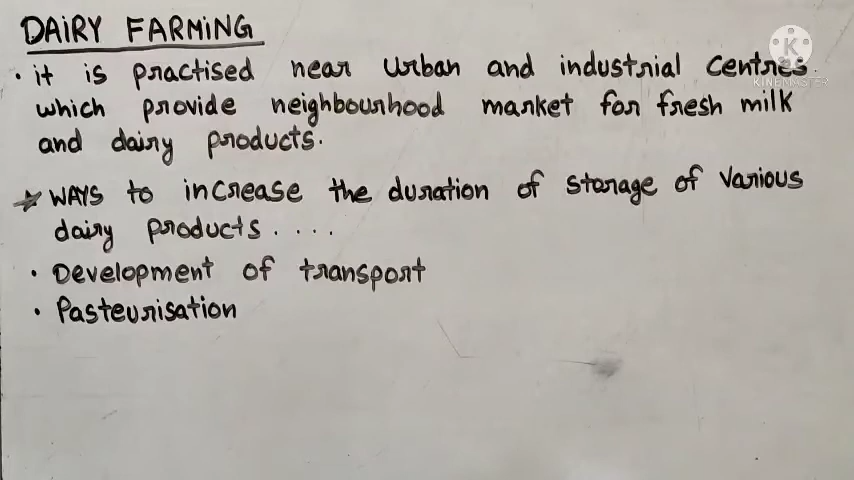 DAIRY FARMING
• it is practised near urban and industrial centres
which provide neighbourhood market for fresh milk
and dairy products.
* WAYS to increase the duration of storage of various
dairy products . . . .
• Development of transport
• Pasteurisation
K
KINEMASTER